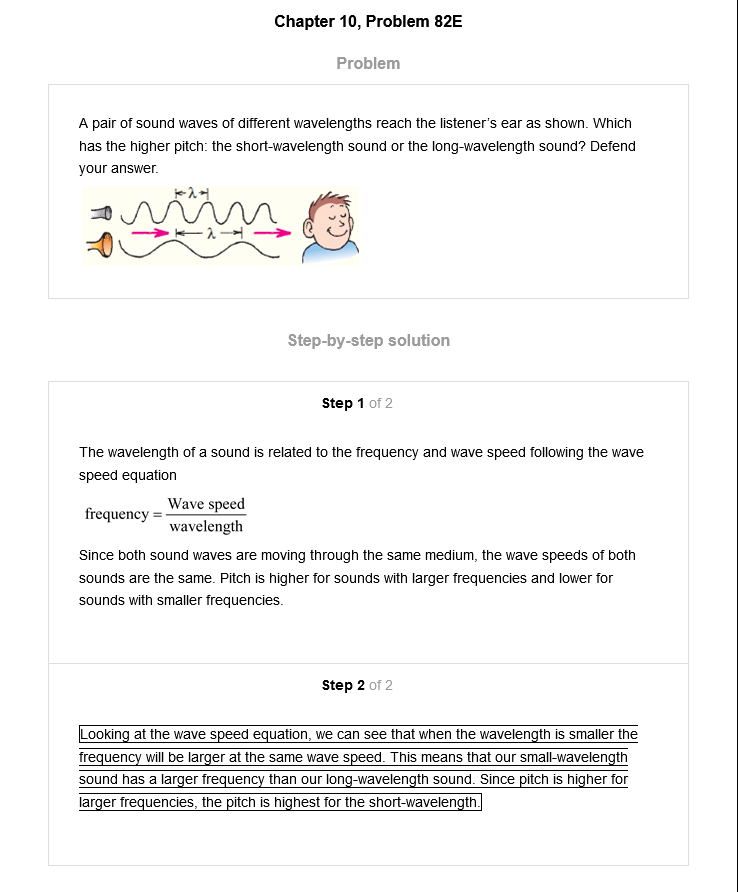 Chapter 10, Problem 82E
Problem
A pair of sound waves of different wavelengths reach the listener's ear as shown. Which
has the higher pitch: the short-wavelength sound or the long-wavelength sound? Defend
your answer.
λ
λ
Step-by-step solution
Step 1 of 2
The wavelength of a sound is related to the frequency and wave speed following the wave
speed equation
frequency = Wave speed / wavelength
Since both sound waves are moving through the same medium, the wave speeds of both
sounds are the same. Pitch is higher for sounds with larger frequencies and lower for
sounds with smaller frequencies.
Step 2 of 2
Looking at the wave speed equation, we can see that when the wavelength is smaller the
frequency will be larger at the same wave speed. This means that our small-wavelength
sound has a larger frequency than our long-wavelength sound. Since pitch is higher for
larger frequencies, the pitch is highest for the short-wavelength.